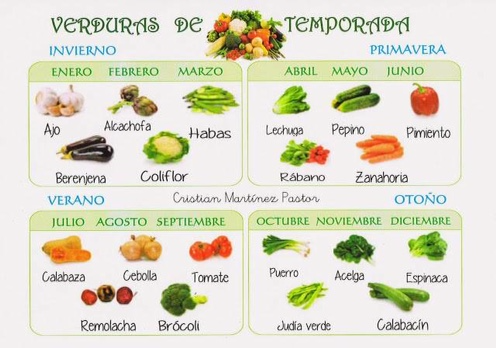 VERDURAS DE TEMPORADA
INVIERNO
ENERO FEBRERO MARZO
Ajo
Alcachofa
Habas
Berenjena
Coliflor
PRIMAVERA
ABRIL MAYO JUNIO
Lechuga
Pepino
Pimiento
Rábano
Zanahoria
Cristian Martínez Pastor
VERANO
JULIO AGOSTO SEPTIEMBRE
Calabaza
Cebolla
Tomate
Remolacha
Brócoli
OTOÑO
OCTUBRE NOVIEMBRE DICIEMBRE
Puerro
Acelga
Espinaca
Judía verde
Calabacín